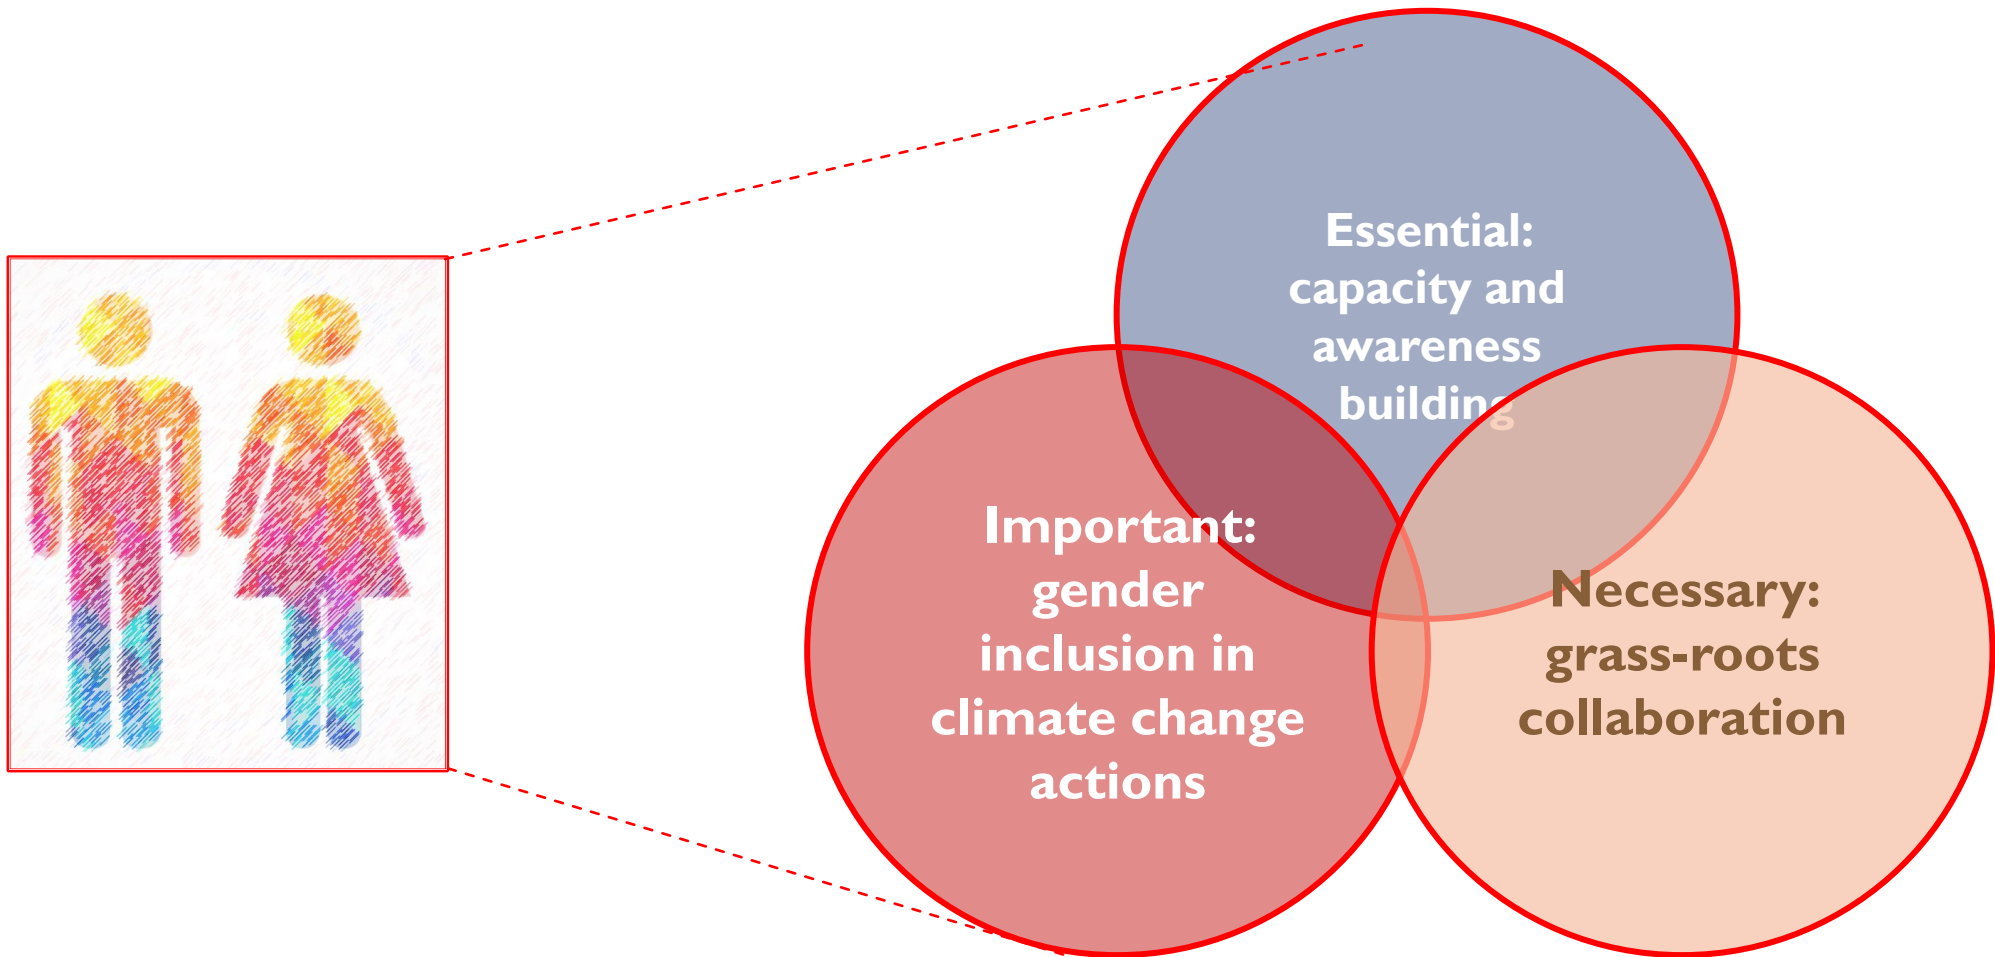 Essential:
capacity and
awareness
building
Important:
gender
inclusion in
climate change
actions
Necessary:
grass-roots
collaboration